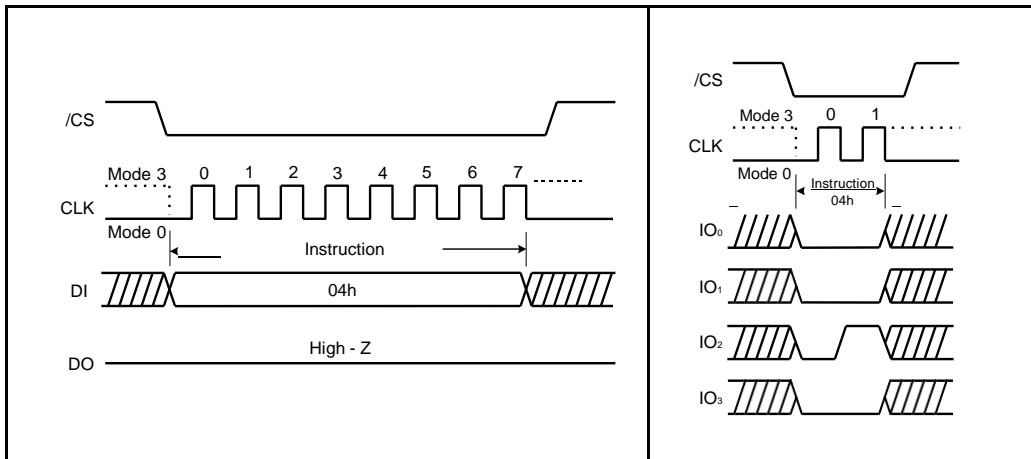 /CS
Mode 3 0 1 2 3 4 5 6 7
CLK
Mode 0
Instruction
DI 04h
High - Z
DO
/CS
Mode 3 0 1
CLK
Mode 0
Instruction
04h
IO₀
IO₁
IO₂
IO₃